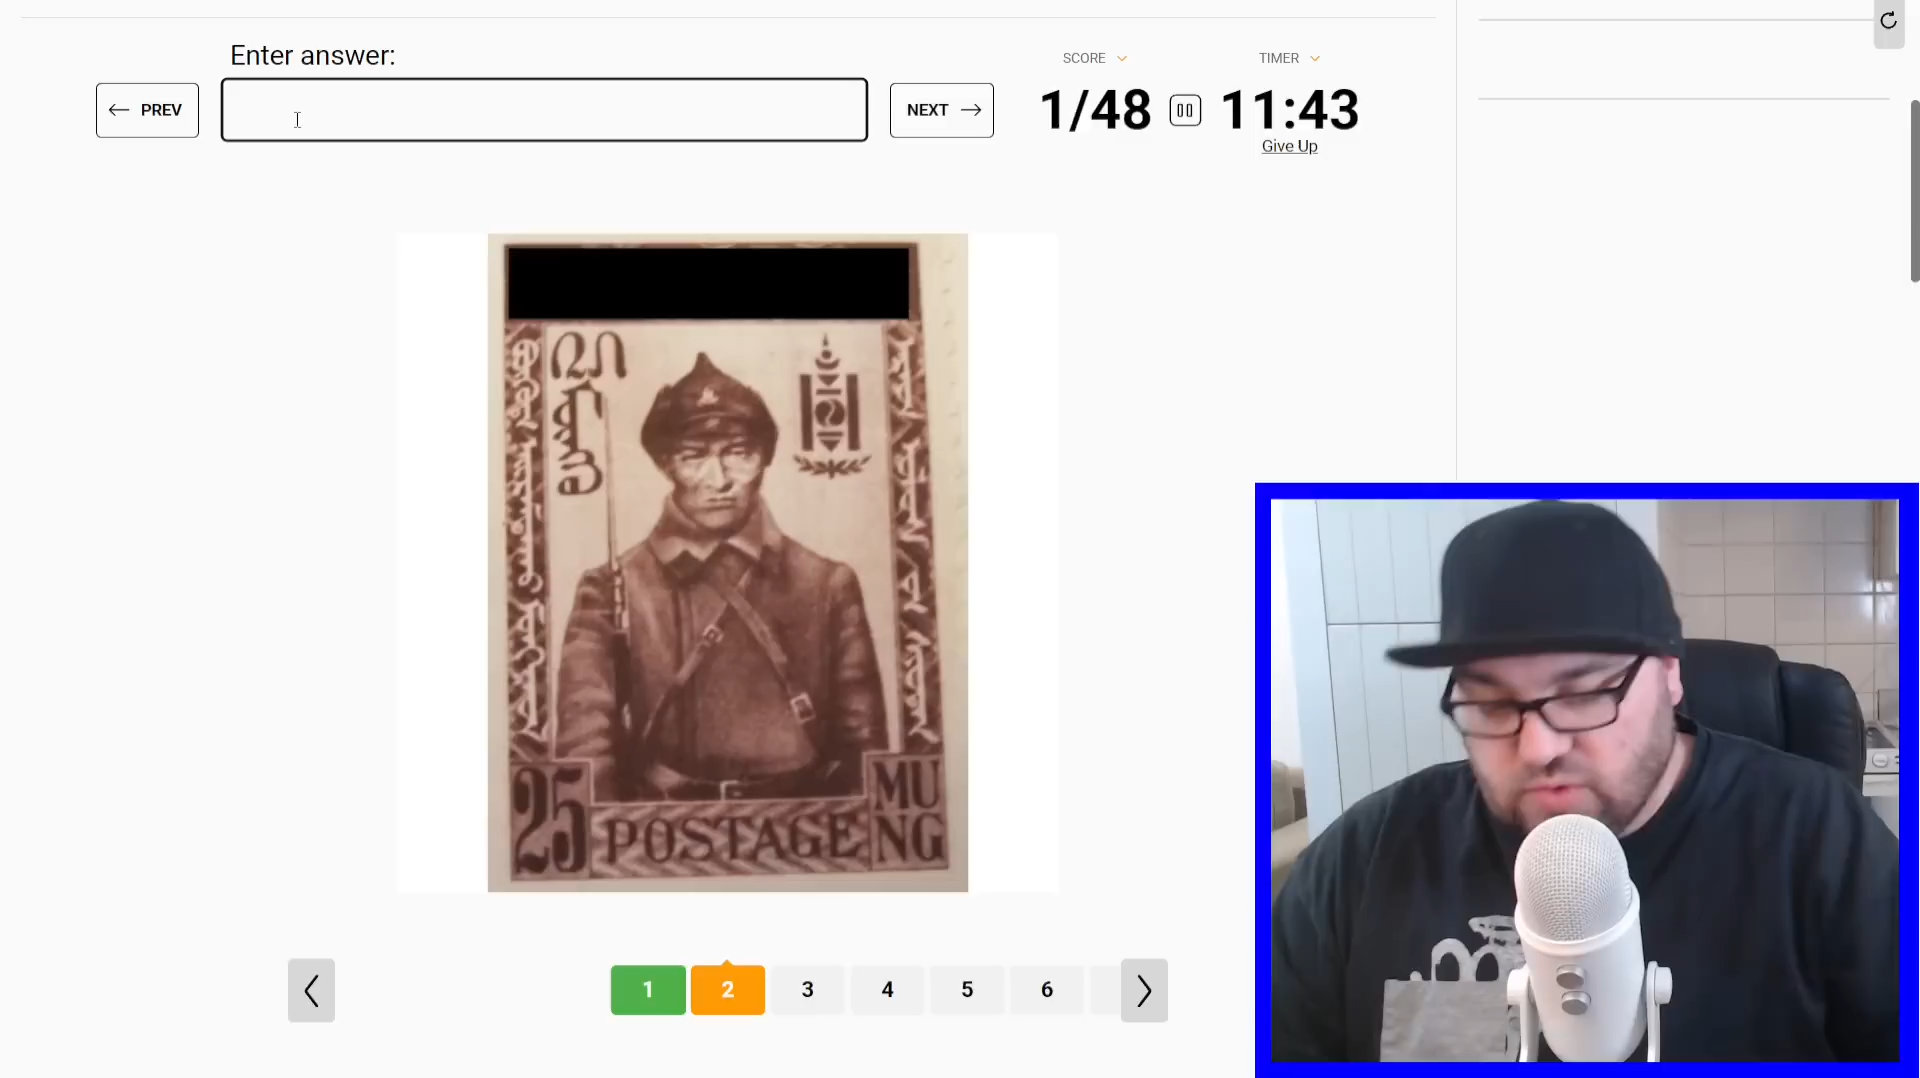 Enter answer:
PREV
NEXT
SCORE
1/48
TIMER
11:43
Give Up
25
POSTAGE
MU
NG
1
2
3
4
5
6